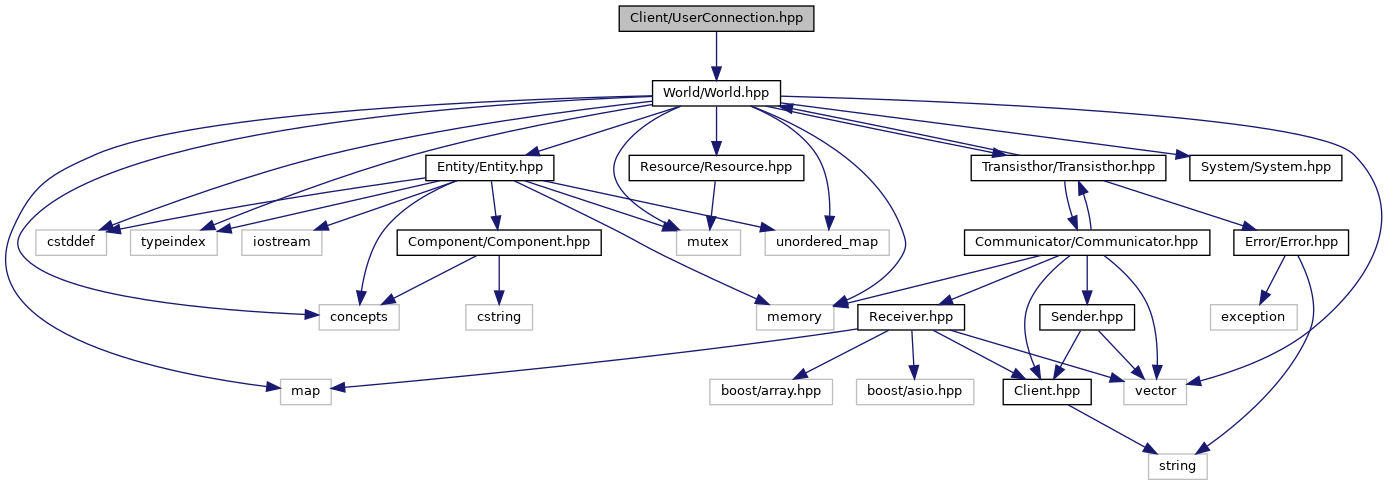 Client/UserConnection.hpp
World/World.hpp
Entity/Entity.hpp
Resource/Resource.hpp
Transisthor/Transisthor.hpp
System/System.hpp
cstddef
typeindex
iostream
Component/Component.hpp
mutex
unordered_map
Communicator/Communicator.hpp
Error/Error.hpp
concepts
cstring
memory
Receiver.hpp
Sender.hpp
exception
map
boost/array.hpp
boost/asio.hpp
Client.hpp
vector
string